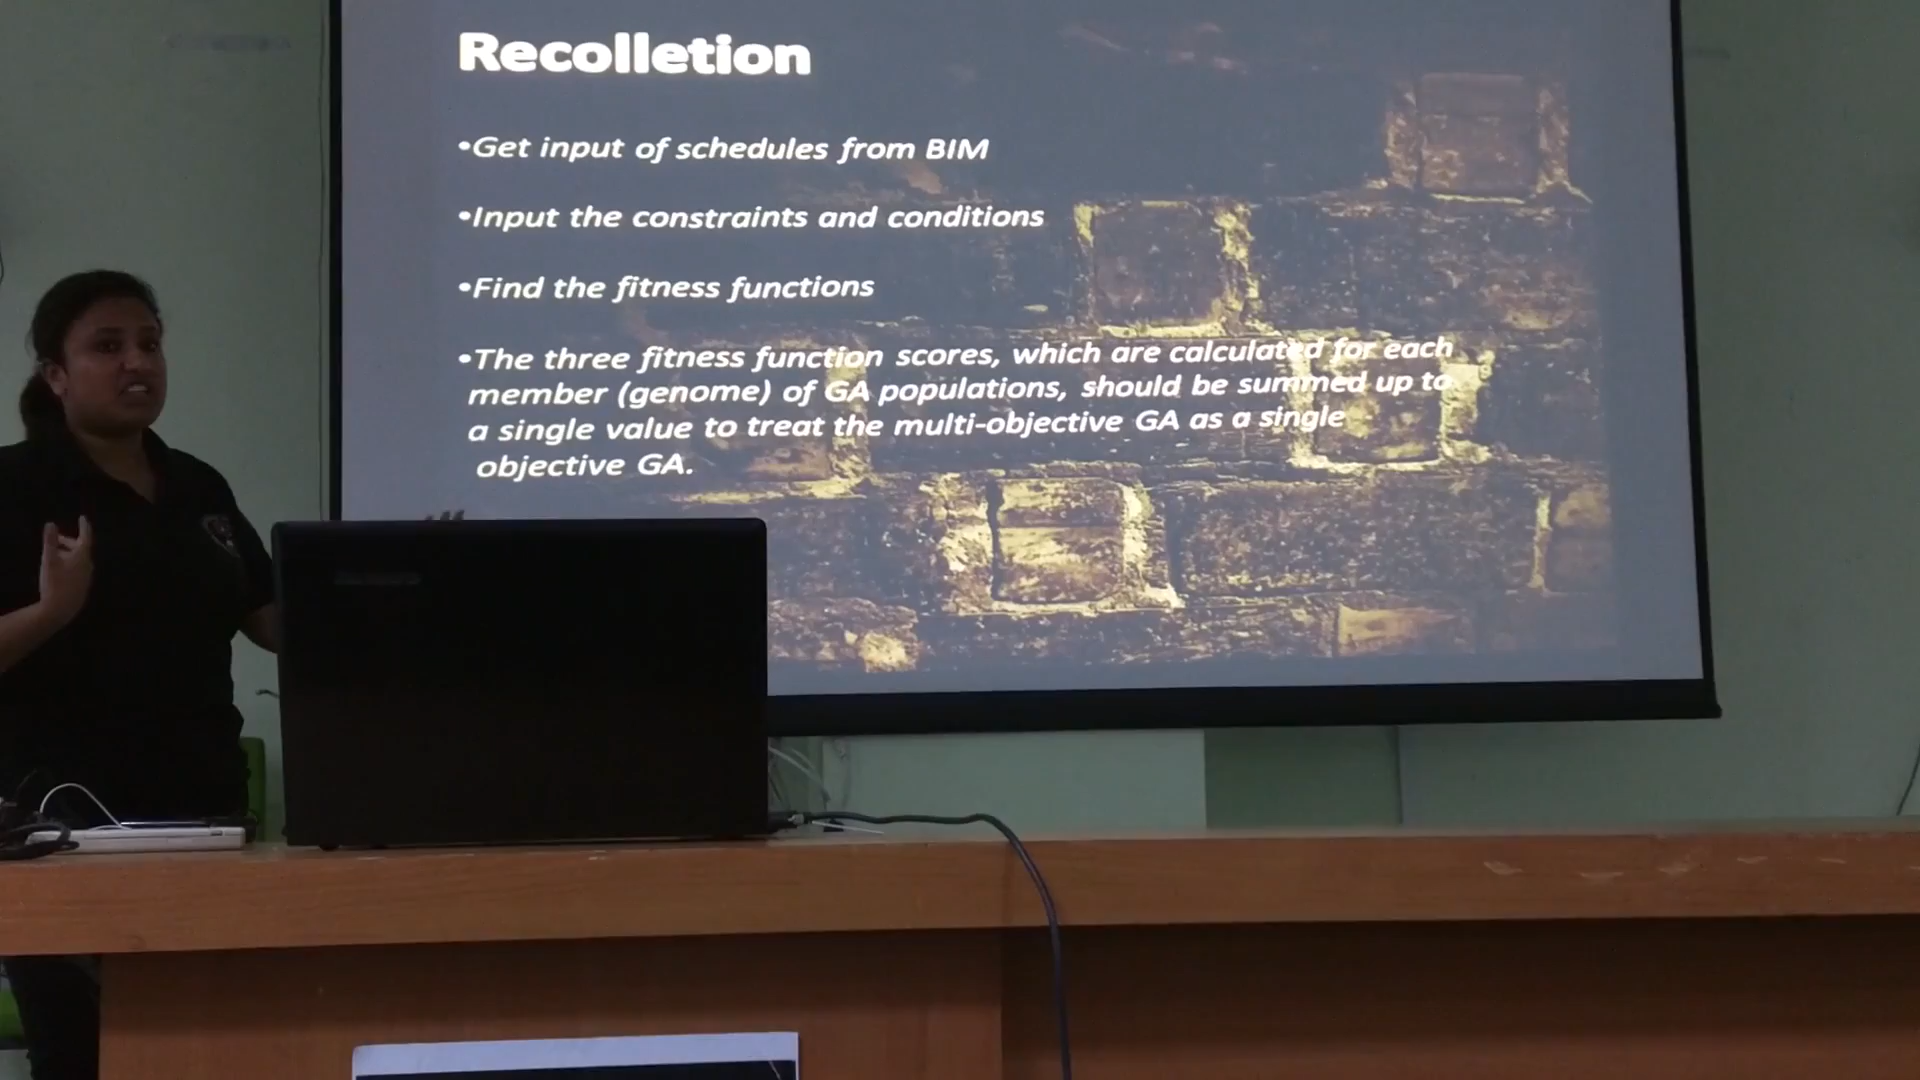 Recolletion
•Get input of schedules from BIM
•Input the constraints and conditions
•Find the fitness functions
•The three fitness function scores, which are calculated for each
member (genome) of GA populations, should be summed up to
a single value to treat the multi-objective GA as a single
objective GA.